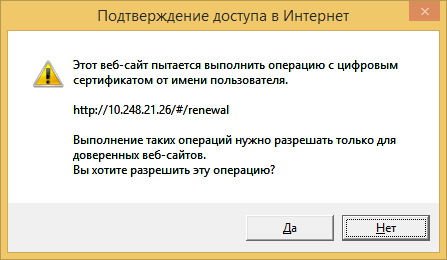 Подтверждение доступа в Интернет
Этот веб-сайт пытается выполнить операцию с цифровым
сертификатом от имени пользователя.
http://10.248.21.26/#/renewal
Выполнение таких операций нужно разрешать только для
доверенных веб-сайтов.
Вы хотите разрешить эту операцию?
Да
Нет